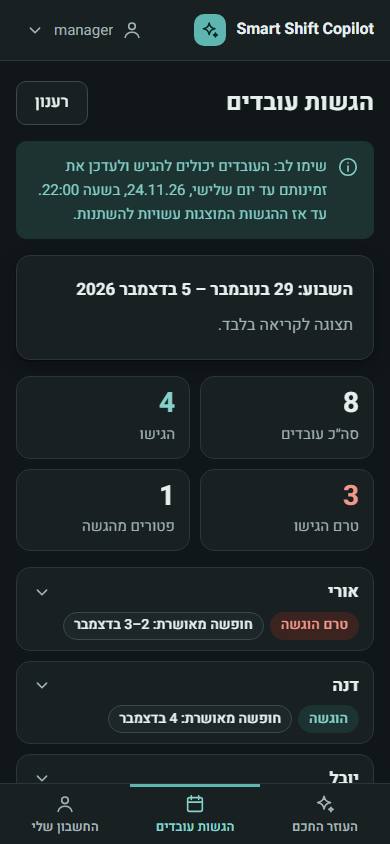 Smart Shift Copilot
manager
הגשות עובדים
רענון
שימו לב: העובדים יכולים להגיש ולעדכן את
זמינותם עד יום שלישי, 24.11.26, בשעה 22:00.
עד אז ההגשות המוצגות עשויות להשתנות.
השבוע: 29 בנובמבר – 5 בדצמבר 2026
תצוגה לקריאה בלבד.
8
סה״כ עובדים
4
הגישו
3
טרם הגישו
1
פטורים מהגשה
אורי
טרם הוגשה
חופשה מאושרת: 2–3 בדצמבר
דנה
הוגשה
חופשה מאושרת: 4 בדצמבר
יובל
העוזר החכם
הגשות עובדים
החשבון שלי